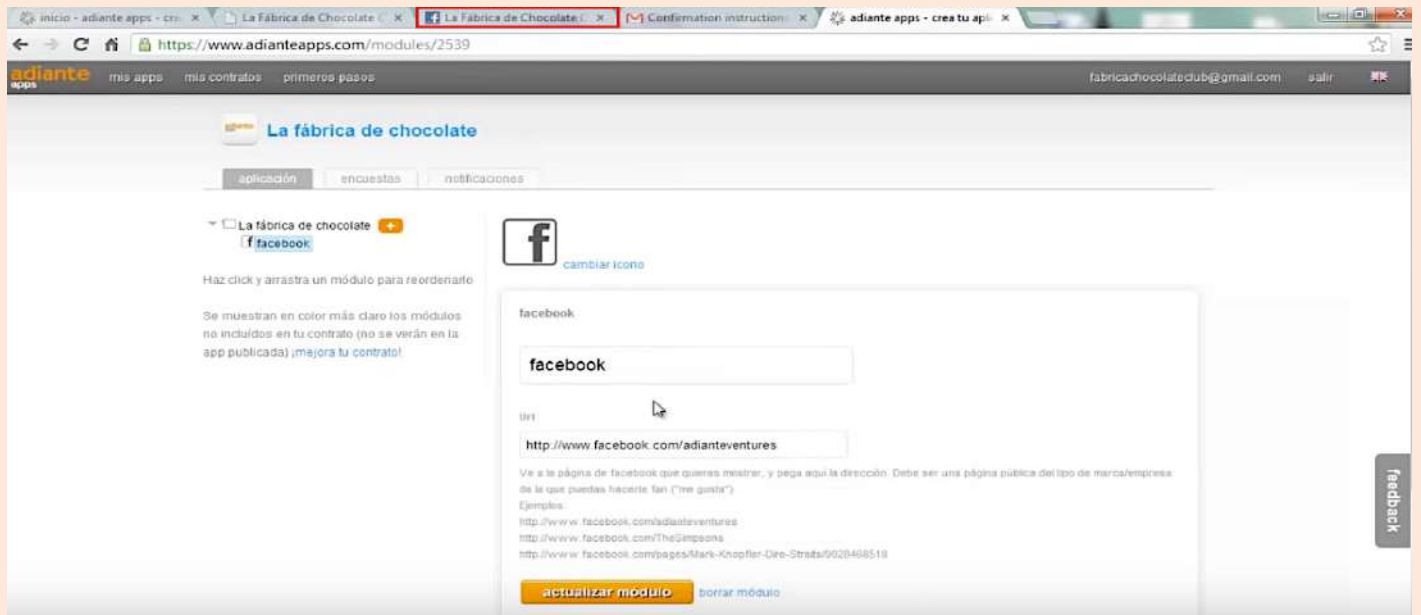 inicio - adiante apps - cre
La Fábrica de Chocolate C
La Fábrica de Chocolate C
Confirmation instructions
adiante apps - crea tu apl
https://www.adianteapps.com/modules/2539
adiante apps
mis apps
mis contratos
primeros pasos
fabricachocolateclub@gmail.com
salir
La fábrica de chocolate
aplicación
encuestas
notificaciones
La fábrica de chocolate
facebook
Haz click y arrastra un módulo para reordenarlo
Se muestran en color más claro los módulos
no incluídos en tu contrato (no se verán en la
app publicada) ¡mejora tu contrato!
cambiar icono
facebook
facebook
Url
http://www.facebook.com/adianteventures
Ve a la página de facebook que quieres mostrar, y pega aqui la dirección. Debe ser una página pública del tipo de marca/empresa
de la que puedas hacerte fan ("me gusta")
Ejemplos:
http://www.facebook.com/adianteventures
http://www.facebook.com/TheSimpsons
http://www.facebook.com/pages/Mark-Knopfler-Dire-Straits/9020468519
actualizar módulo
borrar módulo
feedback